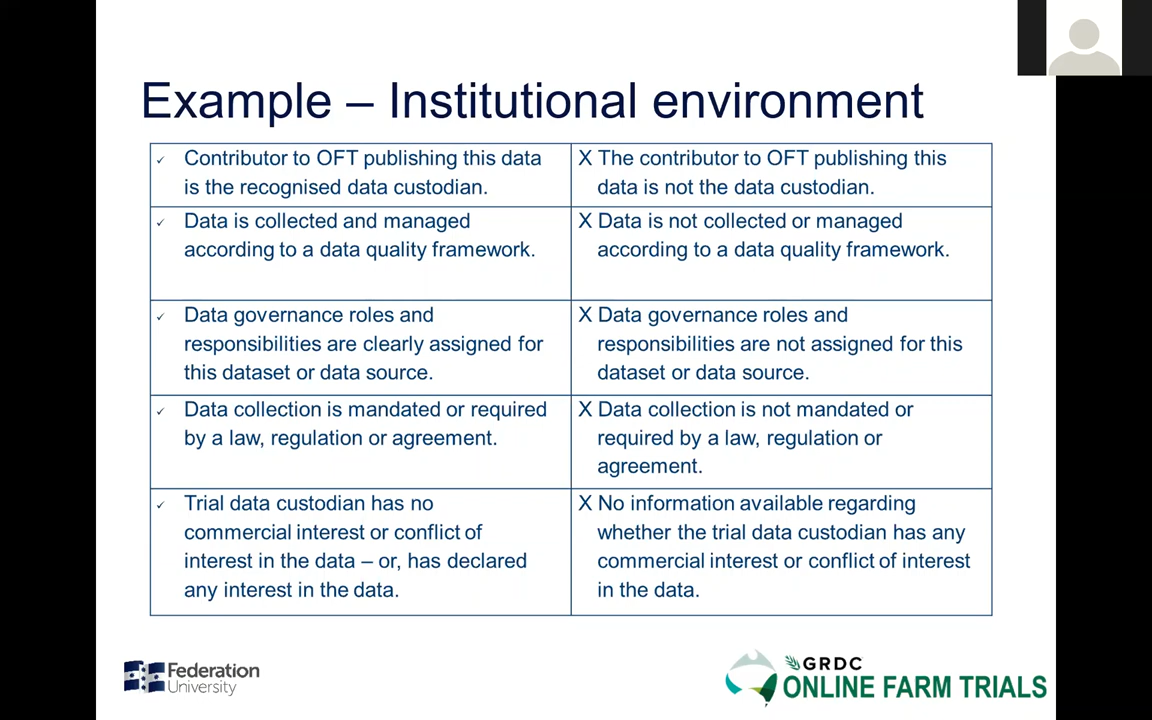 Example – Institutional environment
✓ Contributor to OFT publishing this data
is the recognised data custodian.
X The contributor to OFT publishing this
data is not the data custodian.
✓ Data is collected and managed
according to a data quality framework.
X Data is not collected or managed
according to a data quality framework.
✓ Data governance roles and
responsibilities are clearly assigned for
this dataset or data source.
X Data governance roles and
responsibilities are not assigned for this
dataset or data source.
✓ Data collection is mandated or required
by a law, regulation or agreement.
X Data collection is not mandated or
required by a law, regulation or
agreement.
✓ Trial data custodian has no
commercial interest or conflict of
interest in the data – or, has declared
any interest in the data.
X No information available regarding
whether the trial data custodian has any
commercial interest or conflict of interest
in the data.
Federation
University
GRDC
ONLINE FARM TRIALS